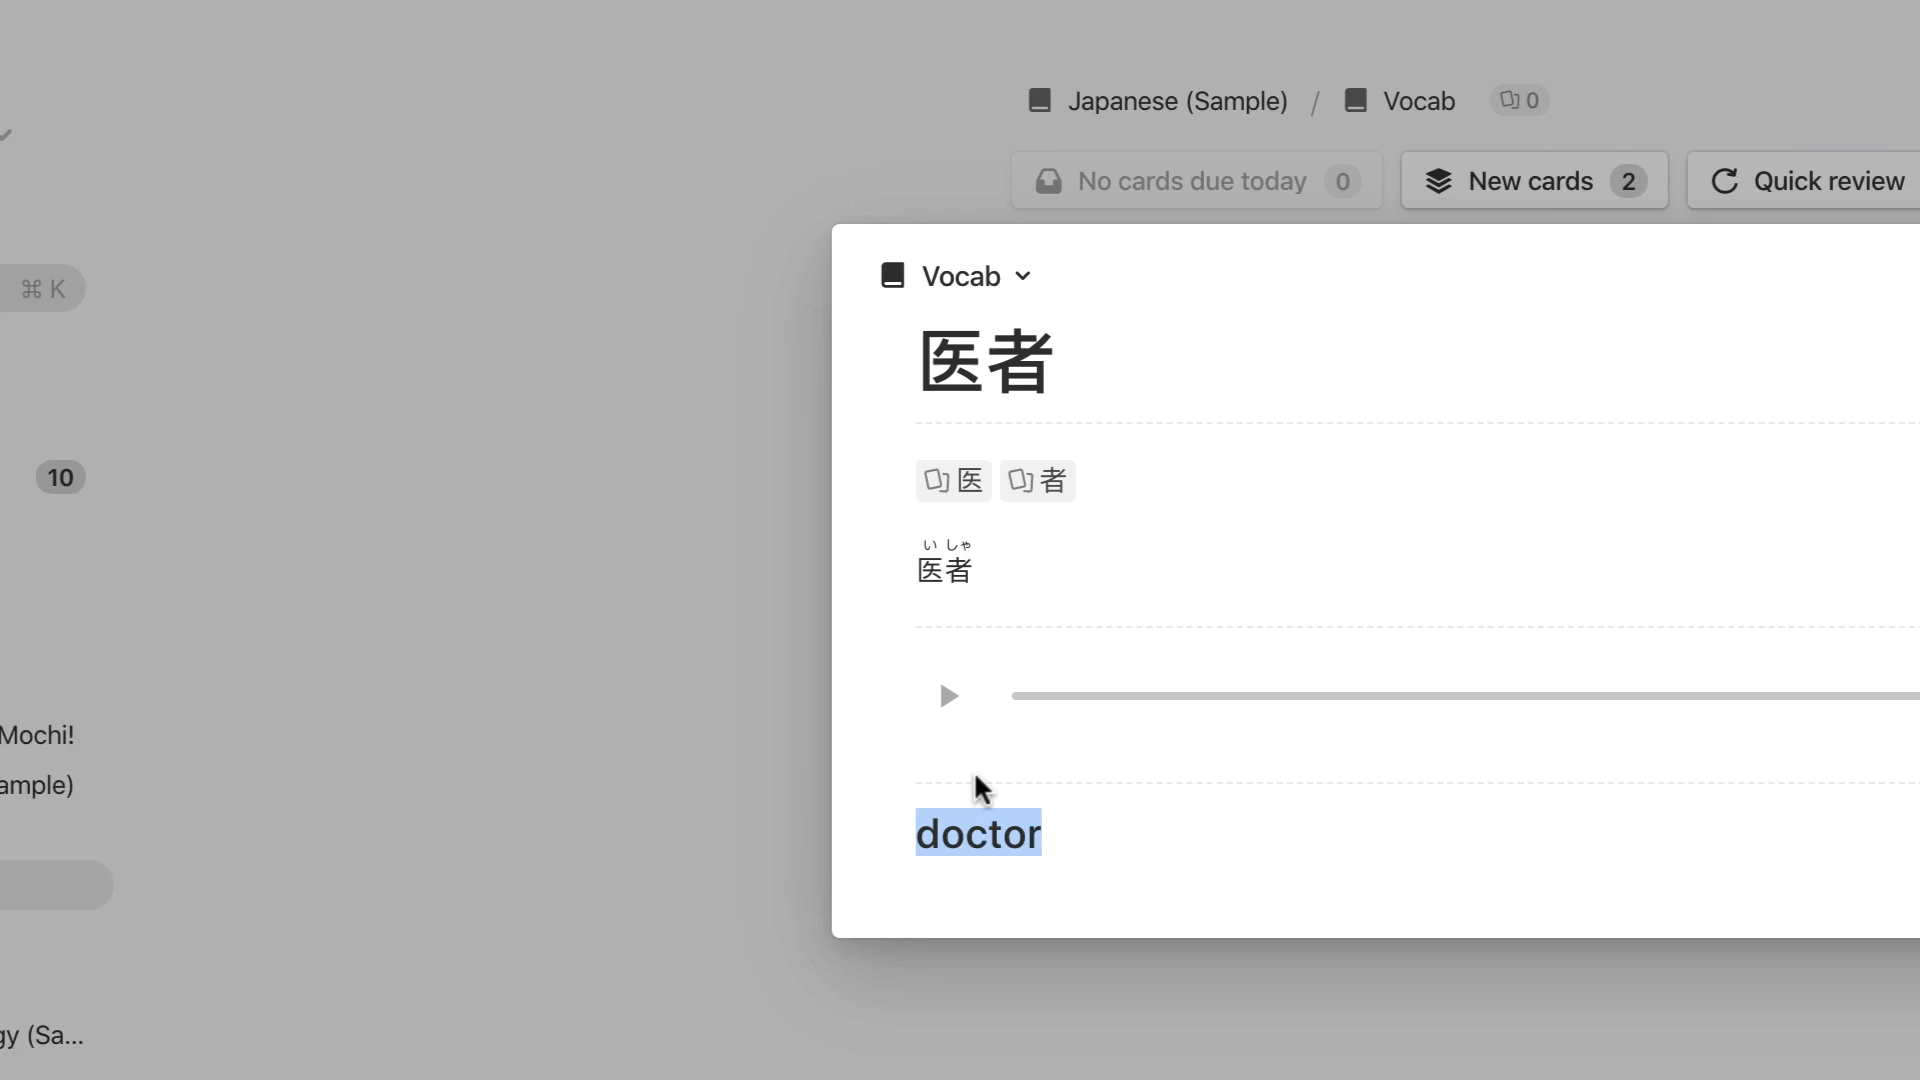 Japanese (Sample) / Vocab 0
No cards due today 0 New cards 2 Quick review
⌘ K
10
Mochi!
ample)
gy (Sa...
Vocab
医者
医 者
い しゃ
医者
doctor